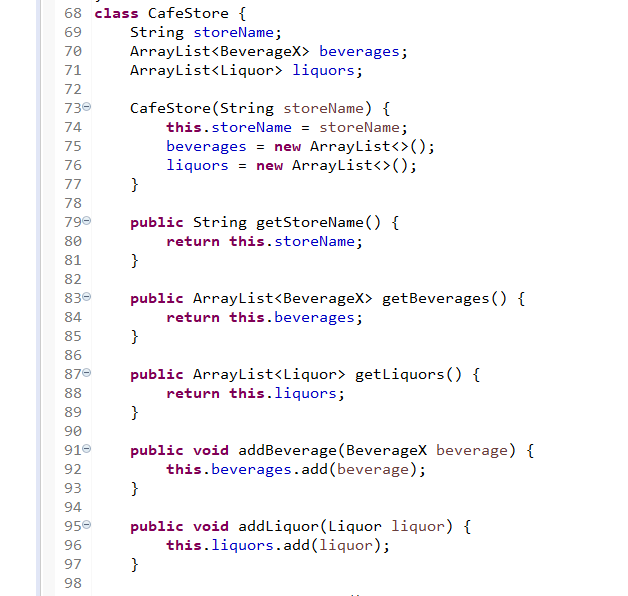 68 class CafeStore {
69 String storeName;
70 ArrayList<BeverageX> beverages;
71 ArrayList<Liquor> liquors;
72
73 CafeStore(String storeName) {
74 this.storeName = storeName;
75 beverages = new ArrayList<>();
76 liquors = new ArrayList<>();
77 }
78
79 public String getStoreName() {
80 return this.storeName;
81 }
82
83 public ArrayList<BeverageX> getBeverages() {
84 return this.beverages;
85 }
86
87 public ArrayList<Liquor> getLiquors() {
88 return this.liquors;
89 }
90
91 public void addBeverage(BeverageX beverage) {
92 this.beverages.add(beverage);
93 }
94
95 public void addLiquor(Liquor liquor) {
96 this.liquors.add(liquor);
97 }
98